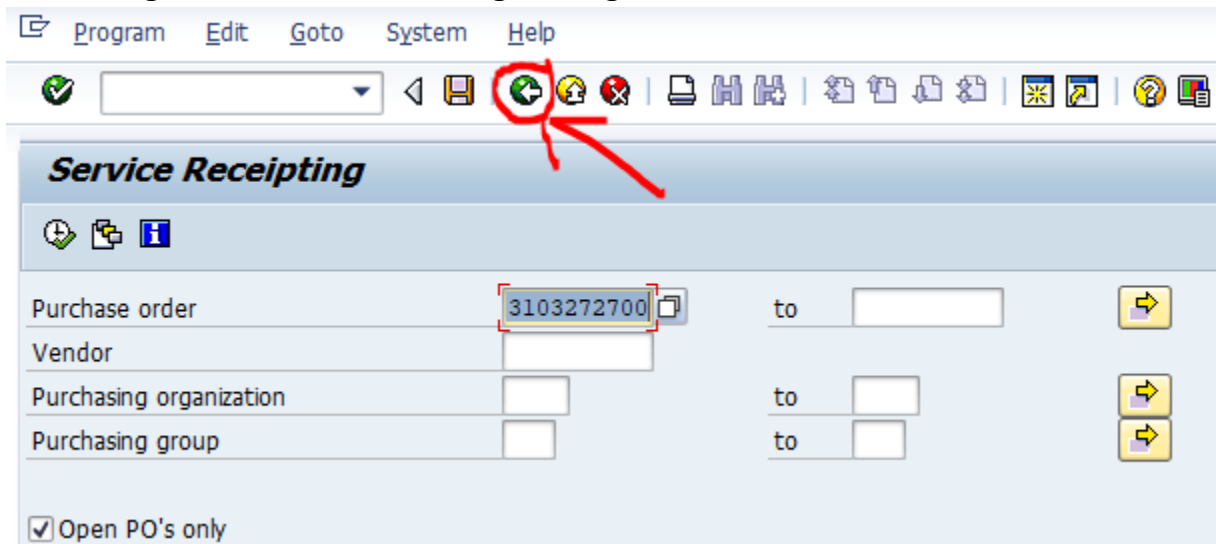 Program Edit Goto System Help
Service Receipting
Purchase order 3103272700 to
Vendor
Purchasing organization to
Purchasing group to
Open PO's only